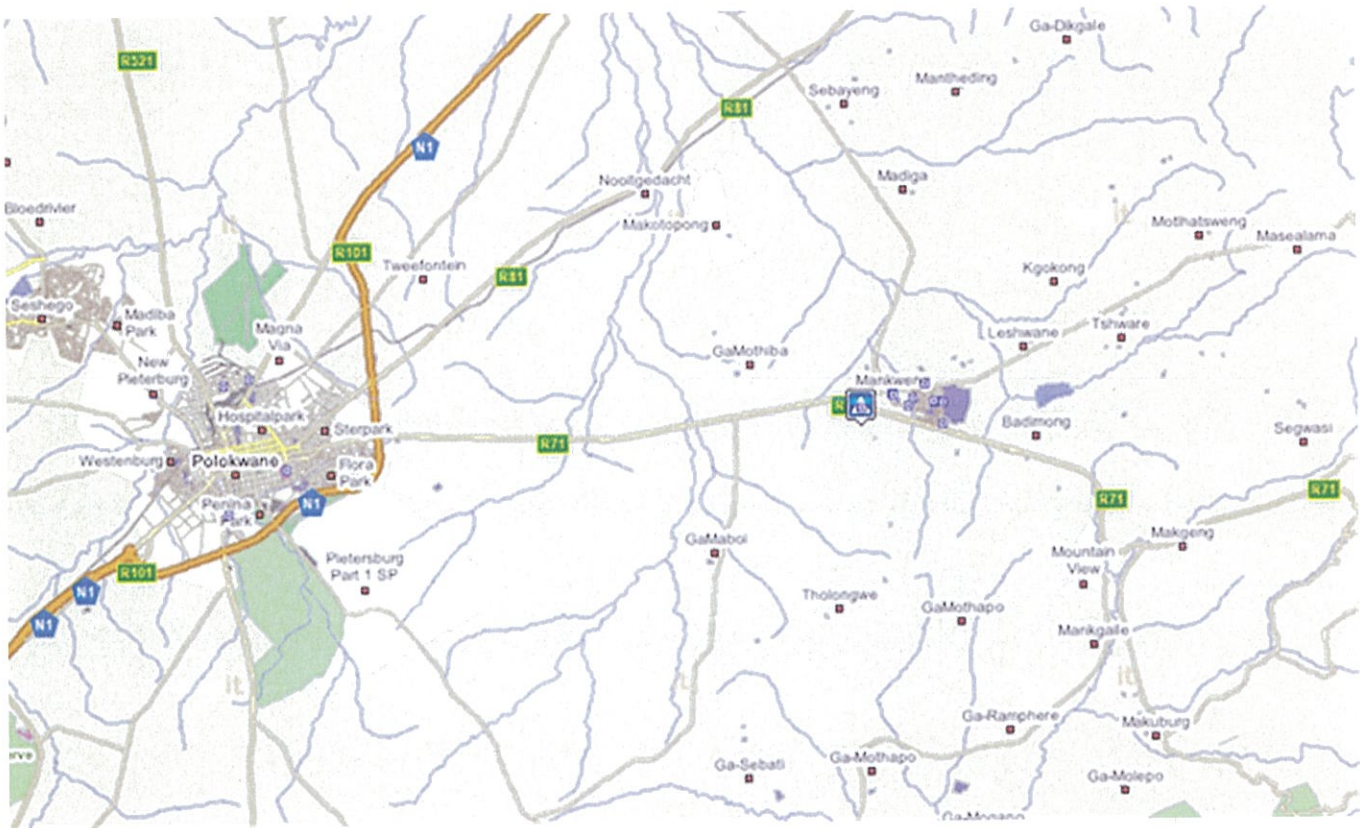 Ga-Dikgale
R521
Mantheding
Sebayeng
R81
N1
Nooitgedacht
Madiga
Bloedrivier
Makotopong
Motlhatsweng
Masealama
R101
Tweefontein
R81
Kgokong
Seshego
Madiba
Park
Magna
Via
Leshwane
Tshware
New
Pieterburg
GaMothiba
Mankweng
Hospitalpark
Sterpark
Badimong
Segwasi
R71
Westenburg
Polokwane
Flora
Park
R71
R71
Penina
Park
N1
GaMaboi
Makgeng
Pietersburg
Part 1 SP
Mountain
View
R101
N1
Tholongwe
GaMothapo
N1
Mankgaile
Ga-Ramphere
Makuburg
erve
Ga-Sebati
Ga-Mothapo
Ga-Molepo